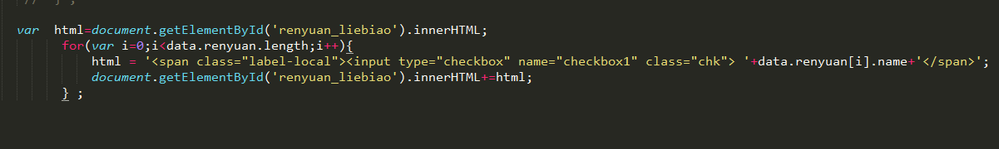 // } ;
var html=document.getElementById('renyuan_liebiao').innerHTML;
for(var i=0;i<data.renyuan.length;i++){
html = '<span class="label-local"><input type="checkbox" name="checkbox1" class="chk"> '+data.renyuan[i].name+'</span>';
document.getElementById('renyuan_liebiao').innerHTML+=html;
} ;